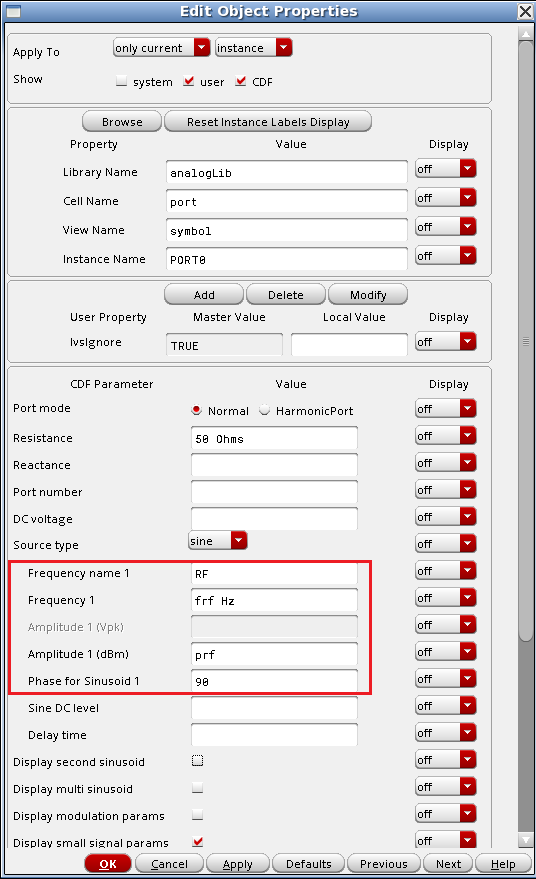 Edit Object Properties
Apply To only current instance
Show system user CDF
Browse Reset Instance Labels Display
Property Value Display
Library Name analogLib off
Cell Name port off
View Name symbol off
Instance Name PORT0 off
Add Delete Modify
User Property Master Value Local Value Display
lvsIgnore TRUE off
CDF Parameter Value Display
Port mode Normal HarmonicPort off
Resistance 50 Ohms off
Reactance off
Port number off
DC voltage off
Source type sine off
Frequency name 1 RF off
Frequency 1 frf Hz off
Amplitude 1 (Vpk) off
Amplitude 1 (dBm) prf off
Phase for Sinusoid 1 90 off
Sine DC level off
Delay time off
Display second sinusoid off
Display multi sinusoid off
Display modulation params off
Display small signal params off
OK Cancel Apply Defaults Previous Next Help